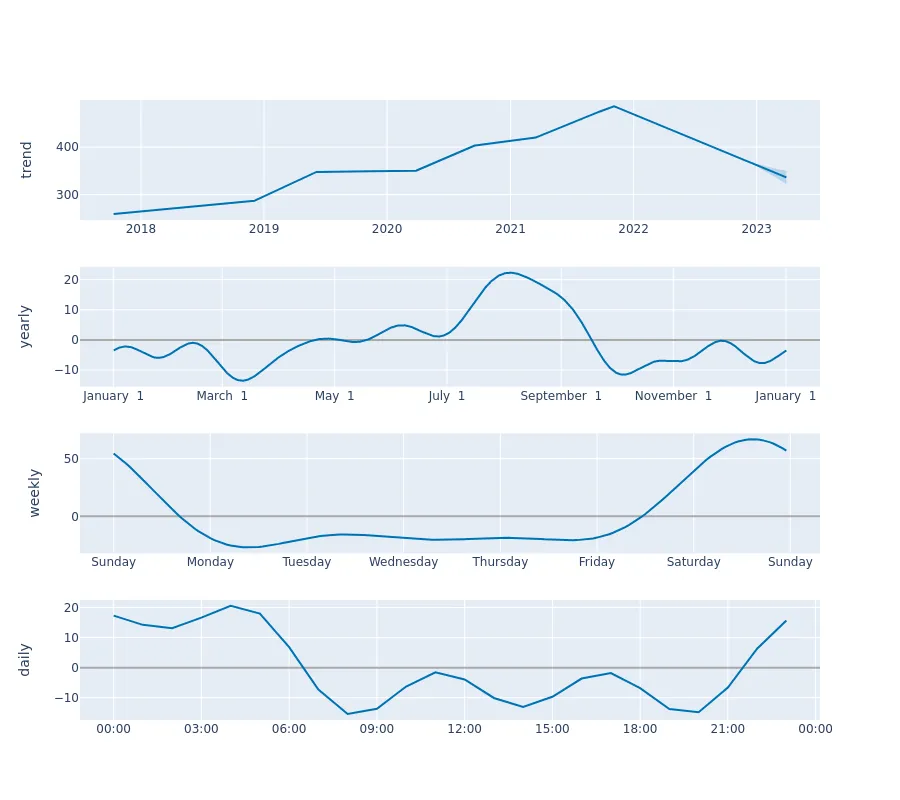 trend
400
300
2018 2019 2020 2021 2022 2023
yearly
20
10
0
−10
January 1 March 1 May 1 July 1 September 1 November 1 January 1
weekly
50
0
Sunday Monday Tuesday Wednesday Thursday Friday Saturday Sunday
daily
20
10
0
−10
00:00 03:00 06:00 09:00 12:00 15:00 18:00 21:00 00:00